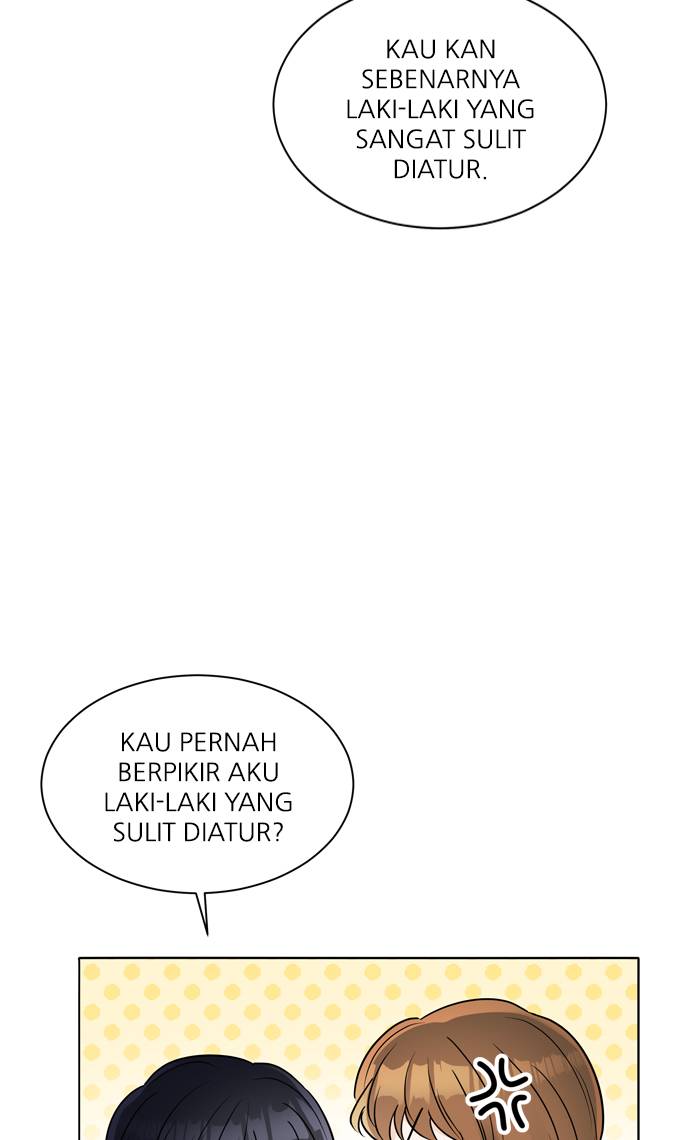 KAU KAN
SEBENARNYA
LAKI-LAKI YANG
SANGAT SULIT
DIATUR.
KAU PERNAH
BERPIKIR AKU
LAKI-LAKI YANG
SULIT DIATUR?